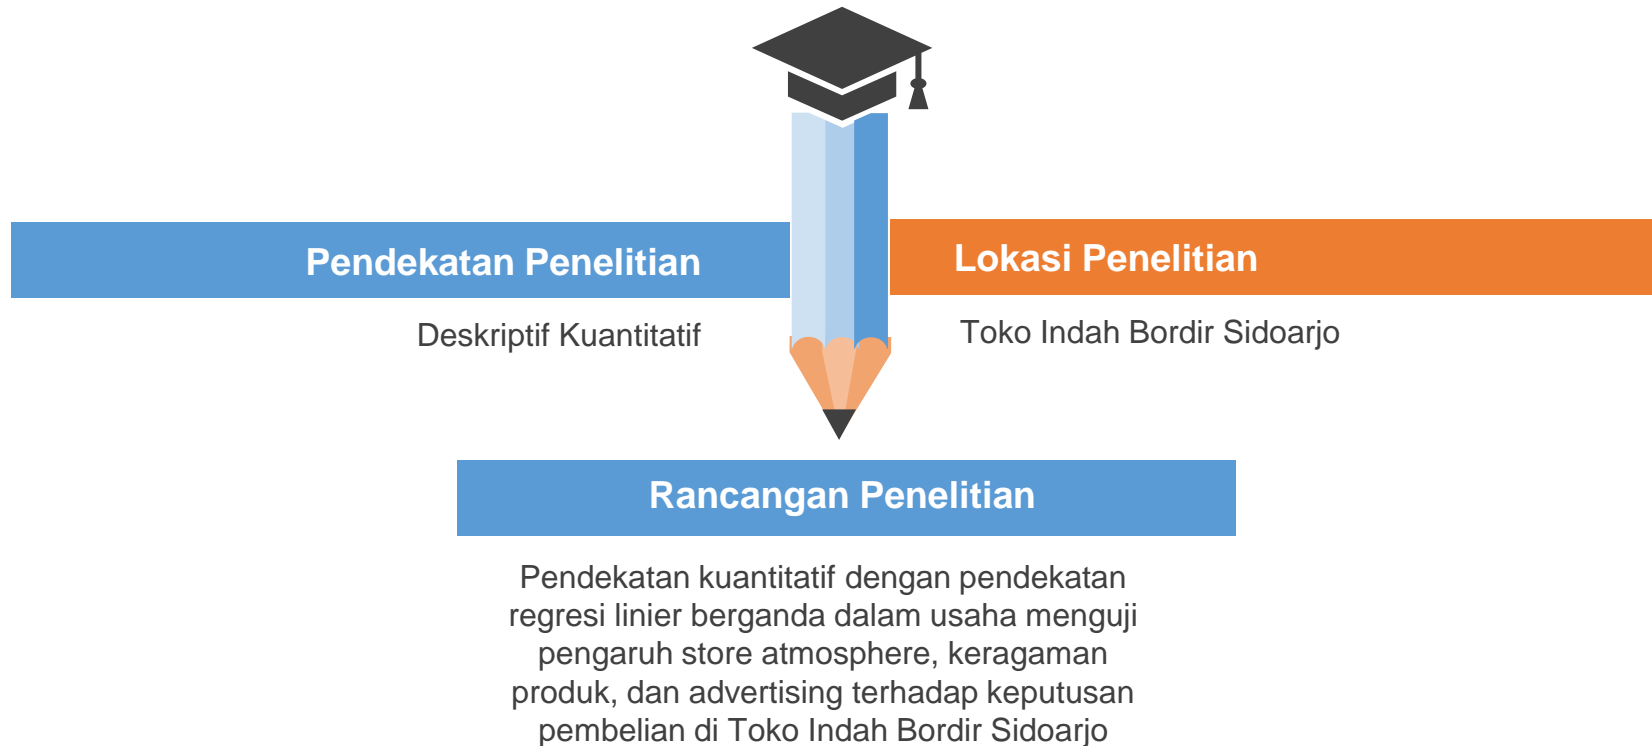 Pendekatan Penelitian
Deskriptif Kuantitatif
Lokasi Penelitian
Toko Indah Bordir Sidoarjo
Rancangan Penelitian
Pendekatan kuantitatif dengan pendekatan
regresi linier berganda dalam usaha menguji
pengaruh store atmosphere, keragaman
produk, dan advertising terhadap keputusan
pembelian di Toko Indah Bordir Sidoarjo